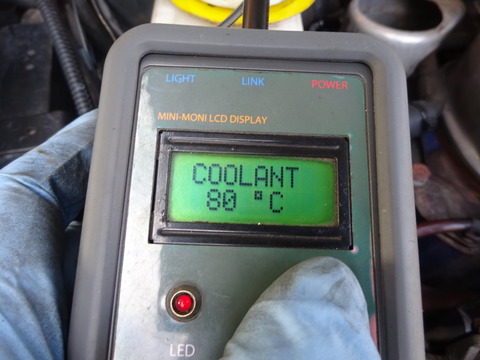 LIGHT LINK POWER
MINI-MONI LCD DISPLAY
COOLANT
80 °C
LED